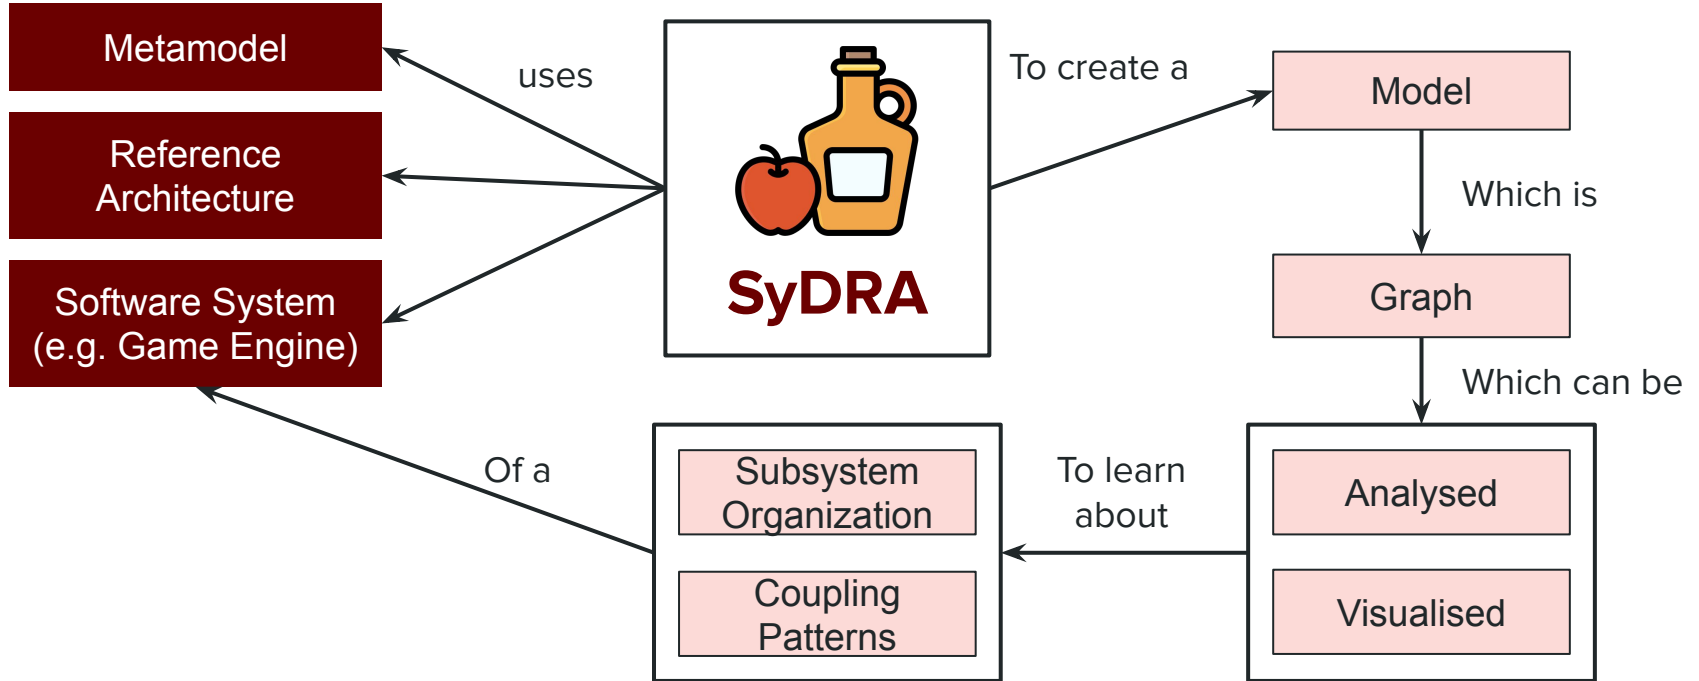 Metamodel
uses
To create a
Model
Reference
Architecture
Which is
Software System
(e.g. Game Engine)
SyDRA
Graph
Which can be
Of a
Subsystem
Organization
To learn
about
Analysed
Coupling
Patterns
Visualised